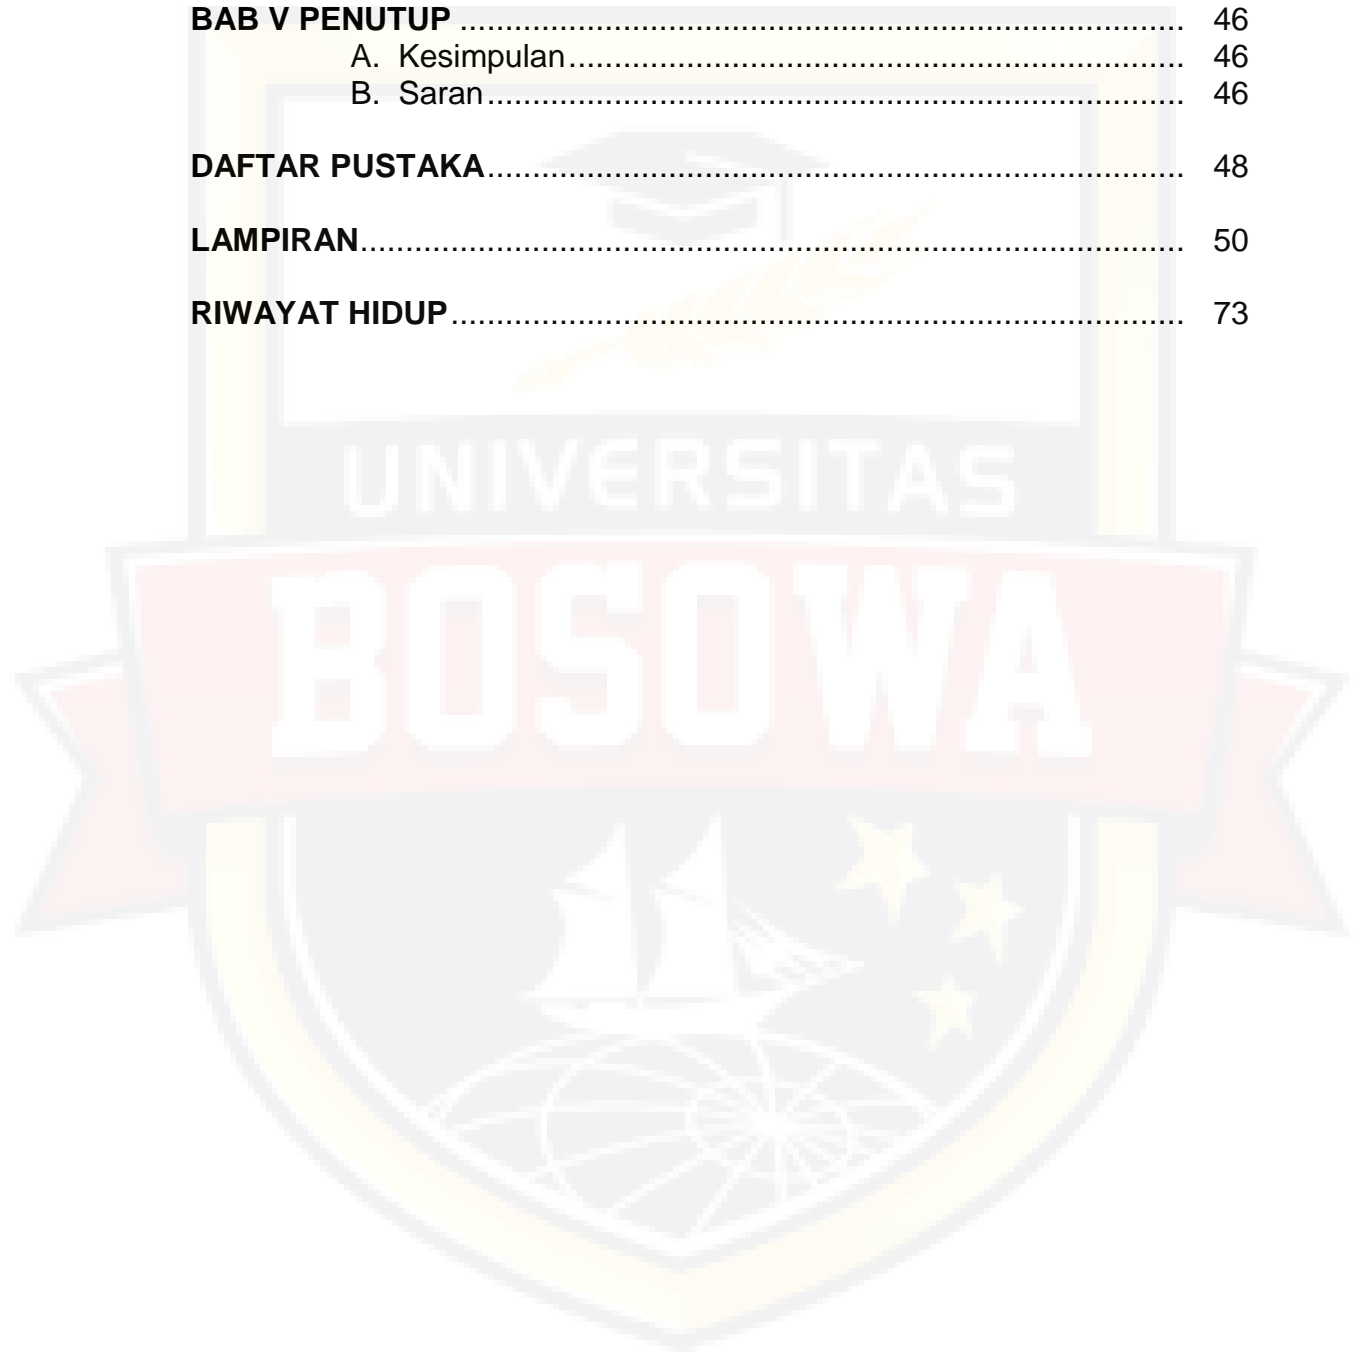 BAB V PENUTUP ........................................................................ 46
A. Kesimpulan.................................................................... 46
B. Saran............................................................................. 46
DAFTAR PUSTAKA............................................................................. 48
LAMPIRAN........................................................................................... 50
RIWAYAT HIDUP................................................................................. 73
UNIVERSITAS
BOSOWA